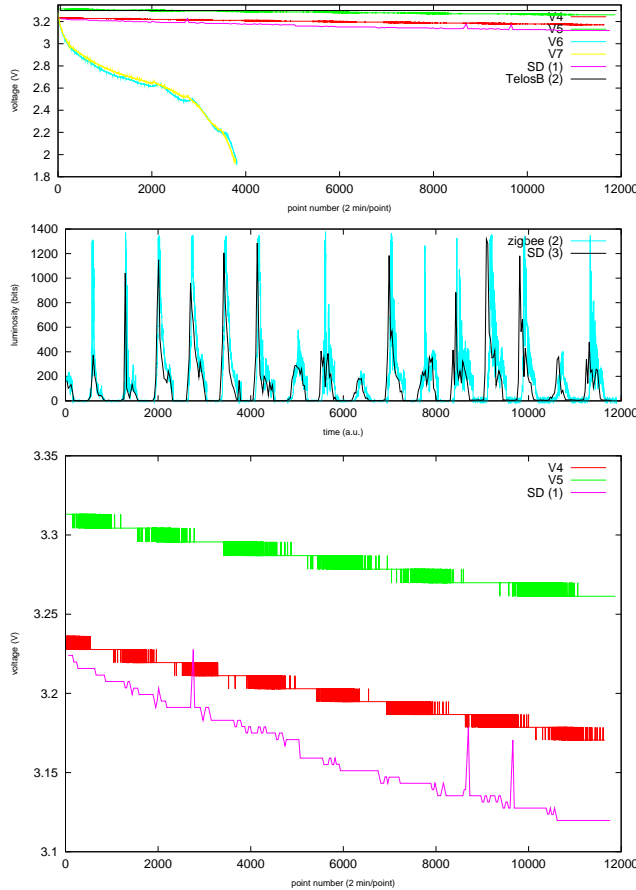 3.2
3
2.8
2.6
2.4
2.2
2
1.8
voltage (V)
0 2000 4000 6000 8000 10000 12000
point number (2 min/point)
V4
V5
V6
V7
SD (1)
TelosB (2)
1400
1200
1000
800
600
400
200
0
luminosity (bits)
0 2000 4000 6000 8000 10000 12000
time (a.u.)
zigbee (2)
SD (3)
3.35
3.3
3.25
3.2
3.15
3.1
voltage (V)
0 2000 4000 6000 8000 10000 12000
point number (2 min/point)
V4
V5
SD (1)